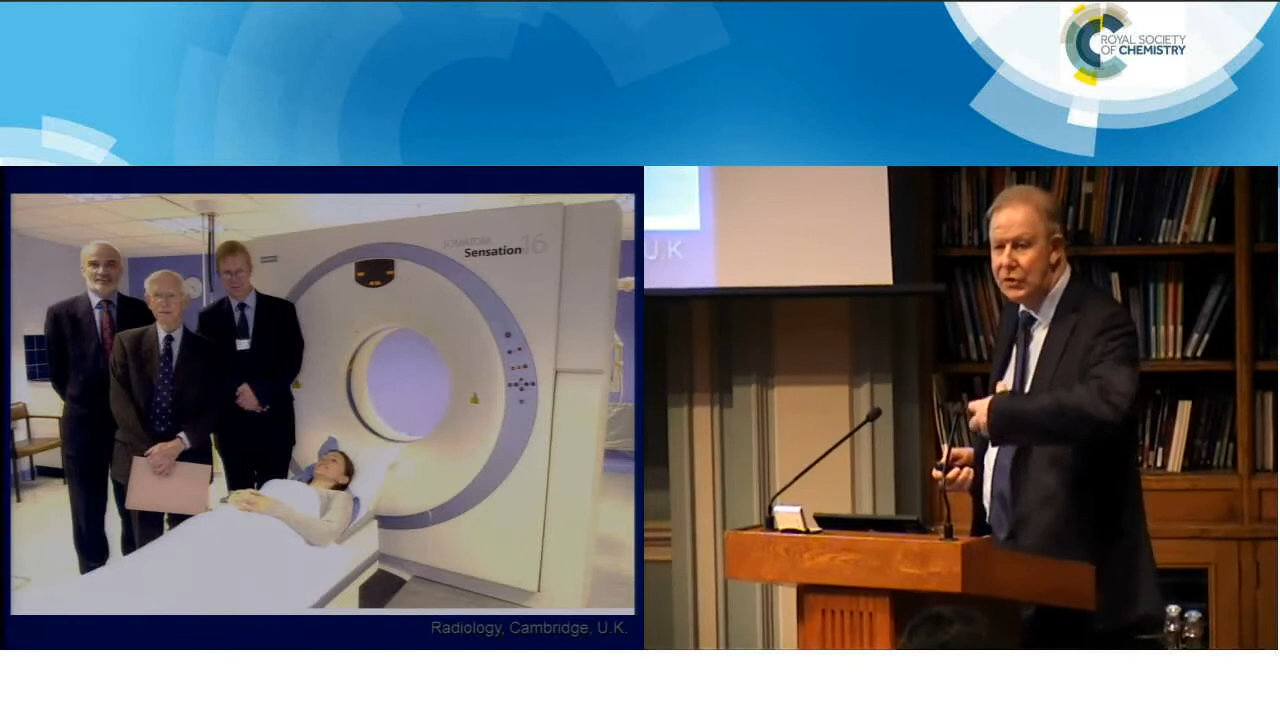 ROYAL SOCIETY
OF CHEMISTRY
SOMATOM
Sensation 16
U.K
Radiology, Cambridge, U.K.